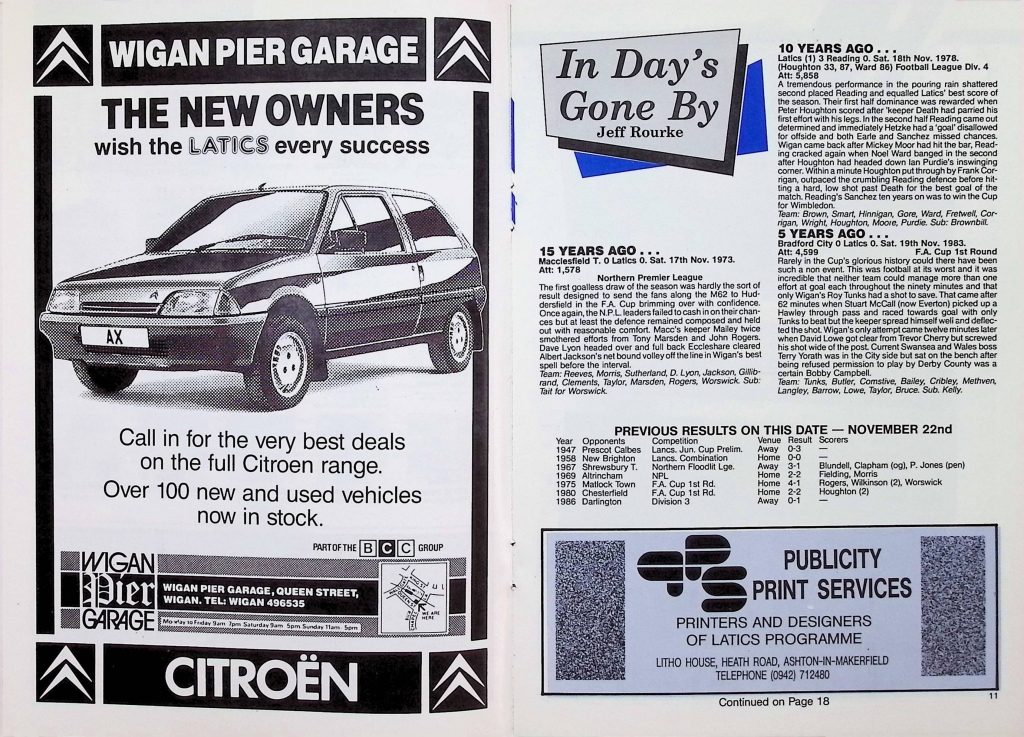 WIGAN PIER GARAGE
THE NEW OWNERS
wish the LATICS every success
AX
Call in for the very best deals
on the full Citroen range.
Over 100 new and used vehicles
now in stock.
PART OF THE B C C GROUP
WIGAN
Pier
GARAGE
WIGAN PIER GARAGE, QUEEN STREET,
WIGAN. TEL: WIGAN 496535
Monday to Friday 9am 7pm Saturday 9am 5pm Sunday 11am 5pm
WE ARE
HERE
CITROËN
In Day's
Gone By
Jeff Rourke
15 YEARS AGO . . .
Macclesfield T. 0 Latics 0. Sat. 17th Nov. 1973.
Att: 1,578
Northern Premier League
The first goalless draw of the season was hardly the sort of
result designed to send the fans along the M62 to Hud-
dersfield in the F.A. Cup brimming over with confidence.
Once again, the N.P.L. leaders failed to cash in on their chan-
ces but at least the defence remained composed and held
out with reasonable comfort. Macc's keeper Mailey twice
smothered efforts from Tony Marsden and John Rogers.
Dave Lyon headed over and full back Eccleshare cleared
Albert Jackson's net bound volley off the line in Wigan's best
spell before the interval.
Team: Reeves, Morris, Sutherland, D. Lyon, Jackson, Gillib-
rand, Clements, Taylor, Marsden, Rogers, Worswick. Sub:
Tait for Worswick.
10 YEARS AGO . . .
Latics (1) 3 Reading 0. Sat. 18th Nov. 1978.
(Houghton 33, 87, Ward 86) Football League Div. 4
Att: 5,858
A tremendous performance in the pouring rain shattered
second placed Reading and equalled Latics' best score of
the season. Their first half dominance was rewarded when
Peter Houghton scored after 'keeper Death had parried his
first effort with his legs. In the second half Reading came out
determined and immediately Hetzke had a 'goal' disallowed
for offside and both Earle and Sanchez missed chances.
Wigan came back after Mickey Moor had hit the bar, Read-
ing cracked again when Noel Ward banged in the second
after Houghton had headed down Ian Purdie's inswinging
corner. Within a minute Houghton put through by Frank Cor-
rigan, outpaced the crumbling Reading defence before hit-
ting a hard, low shot past Death for the best goal of the
match. Reading's Sanchez ten years on was to win the Cup
for Wimbledon.
Team: Brown, Smart, Hinnigan, Gore, Ward, Fretwell, Cor-
rigan, Wright, Houghton, Moore, Purdie. Sub: Brownbill.
5 YEARS AGO . . .
Bradford City 0 Latics 0. Sat. 19th Nov. 1983.
Att: 4,599 F.A. Cup 1st Round
Rarely in the Cup's glorious history could there have been
such a non event. This was football at its worst and it was
incredible that neither team could manage more than one
effort at goal each throughout the ninety minutes and that
only Wigan's Roy Tunks had a shot to save. That came after
62 minutes when Stuart McCall (now Everton) picked up a
Hawley through pass and raced towards goal with only
Tunks to beat but the keeper spread himself well and deflec-
ted the shot. Wigan's only attempt came twelve minutes later
when David Lowe got clear from Trevor Cherry but screwed
his shot wide of the post. Current Swansea and Wales boss
Terry Yorath was in the City side but sat on the bench after
being refused permission to play by Derby County was a
certain Bobby Campbell.
Team: Tunks, Butler, Comstive, Bailey, Cribley, Methven,
Langley, Barrow, Lowe, Taylor, Bruce. Sub. Kelly.
PREVIOUS RESULTS ON THIS DATE — NOVEMBER 22nd
Year Opponents Competition Venue Result Scorers
1947 Prescot Calbes Lancs. Jun. Cup Prelim. Away 0-3 —
1958 New Brighton Lancs. Combination Home 0-0 —
1967 Shrewsbury T. Northern Floodlit Lge. Away 3-1 Blundell, Clapham (og), P. Jones (pen)
1969 Altrincham NPL Home 2-2 Fielding, Morris
1975 Matlock Town F.A. Cup 1st Rd. Home 4-1 Rogers, Wilkinson (2), Worswick
1980 Chesterfield F.A. Cup 1st Rd. Home 2-2 Houghton (2)
1986 Darlington Division 3 Away 0-1 —
PPS
PUBLICITY
PRINT SERVICES
PRINTERS AND DESIGNERS
OF LATICS PROGRAMME
LITHO HOUSE, HEATH ROAD, ASHTON-IN-MAKERFIELD
TELEPHONE (0942) 712480
11
Continued on Page 18